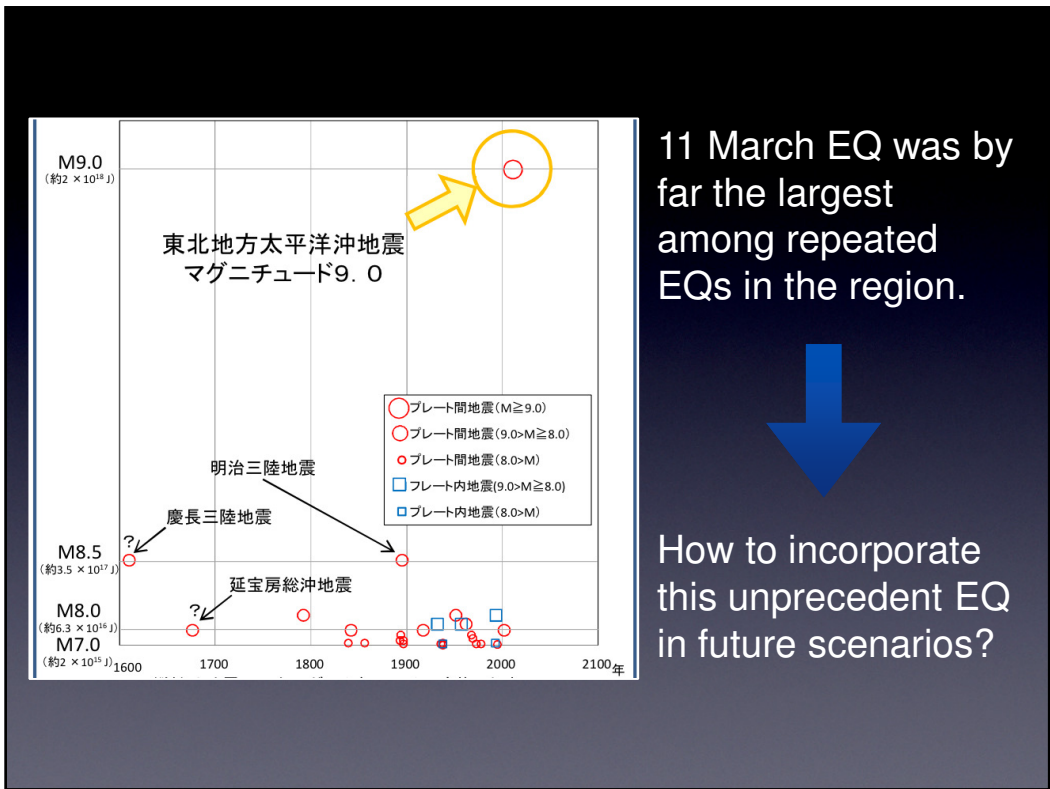 M9.0
(約2 × 10¹⁸ J)
東北地方太平洋沖地震
マグニチュード9.0
プレート間地震(M≧9.0)
プレート間地震(9.0>M≧8.0)
プレート間地震(8.0>M)
フレート内地震(9.0>M≧8.0)
プレート内地震(8.0>M)
明治三陸地震
慶長三陸地震
?
M8.5
(約3.5 × 10¹⁷ J)
延宝房総沖地震
?
M8.0
(約6.3 × 10¹⁶ J)
M7.0
(約2 × 10¹⁵ J)
1600 1700 1800 1900 2000 2100年
11 March EQ was by
far the largest
among repeated
EQs in the region.
How to incorporate
this unprecedent EQ
in future scenarios?